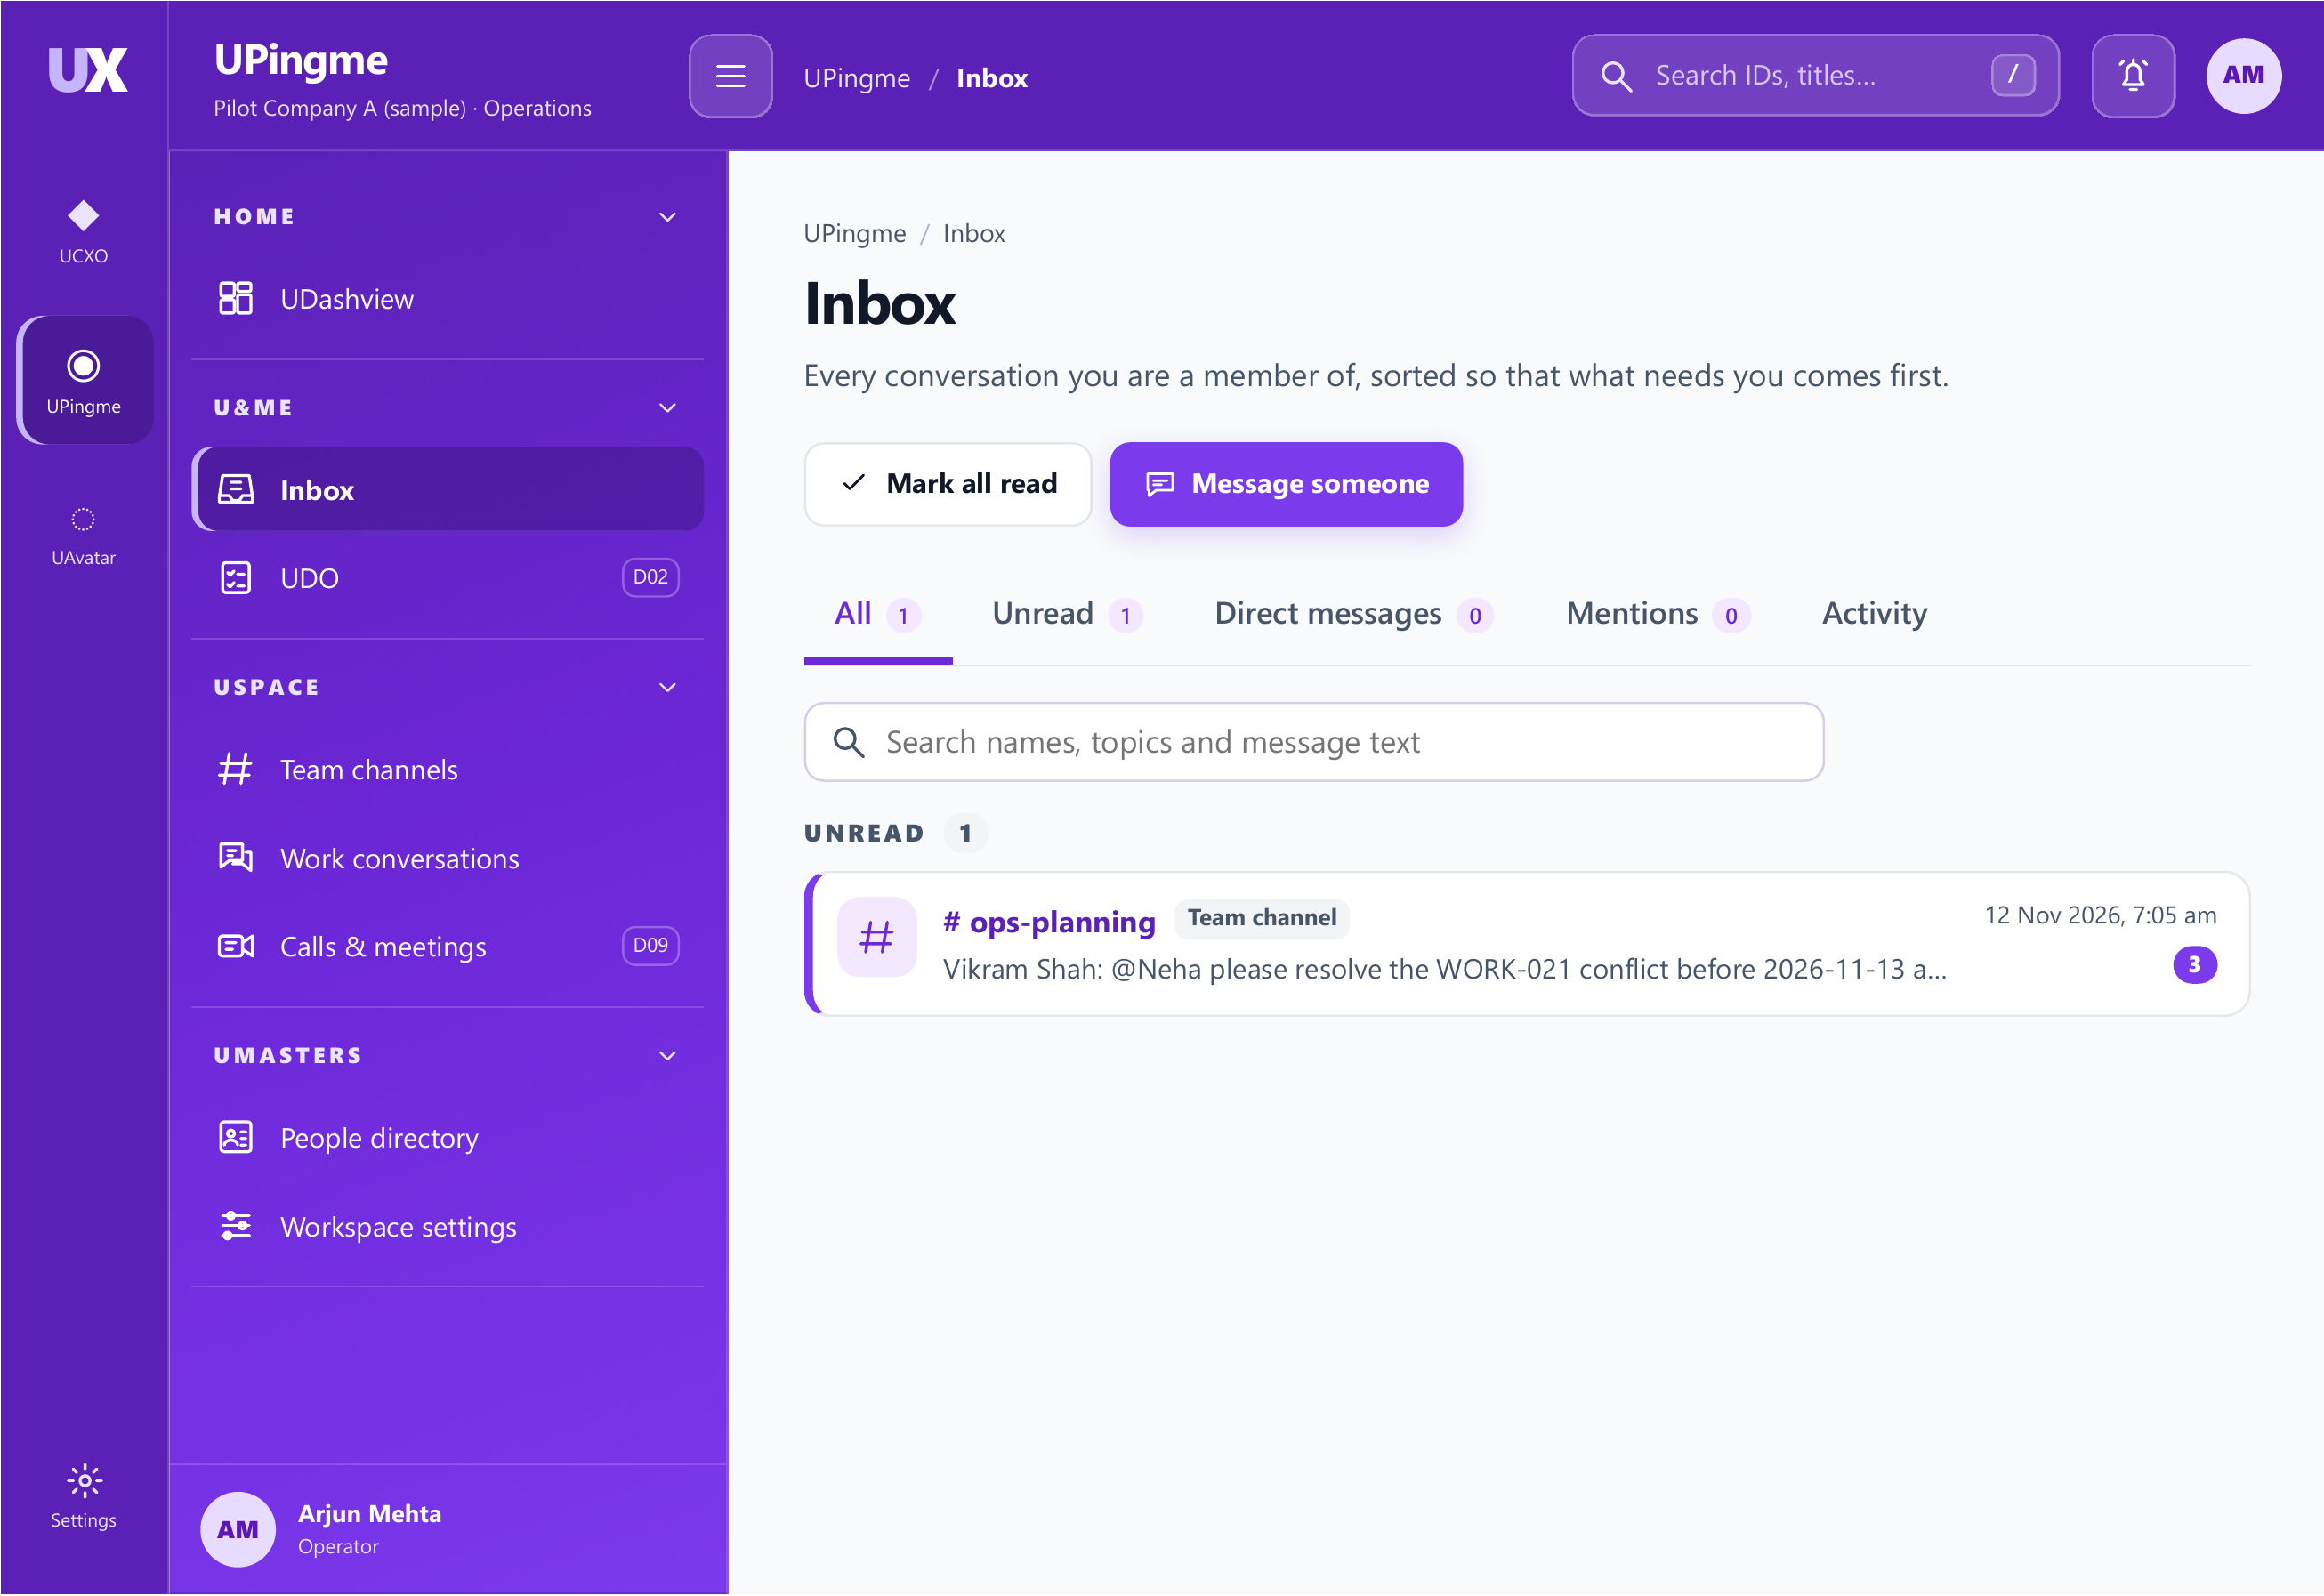 UX
UPingme
Pilot Company A (sample) · Operations
UPingme / Inbox
Search IDs, titles...
/
AM
UCXO
UPingme
UAvatar
Settings
HOME
UDashview
U&ME
Inbox
UDO
D02
USPACE
Team channels
Work conversations
Calls & meetings
D09
UMASTERS
People directory
Workspace settings
AM
Arjun Mehta
Operator
UPingme / Inbox
Inbox
Every conversation you are a member of, sorted so that what needs you comes first.
Mark all read
Message someone
All 1
Unread 1
Direct messages 0
Mentions 0
Activity
Search names, topics and message text
UNREAD 1
# ops-planning
Team channel
12 Nov 2026, 7:05 am
Vikram Shah: @Neha please resolve the WORK-021 conflict before 2026-11-13 a...
3